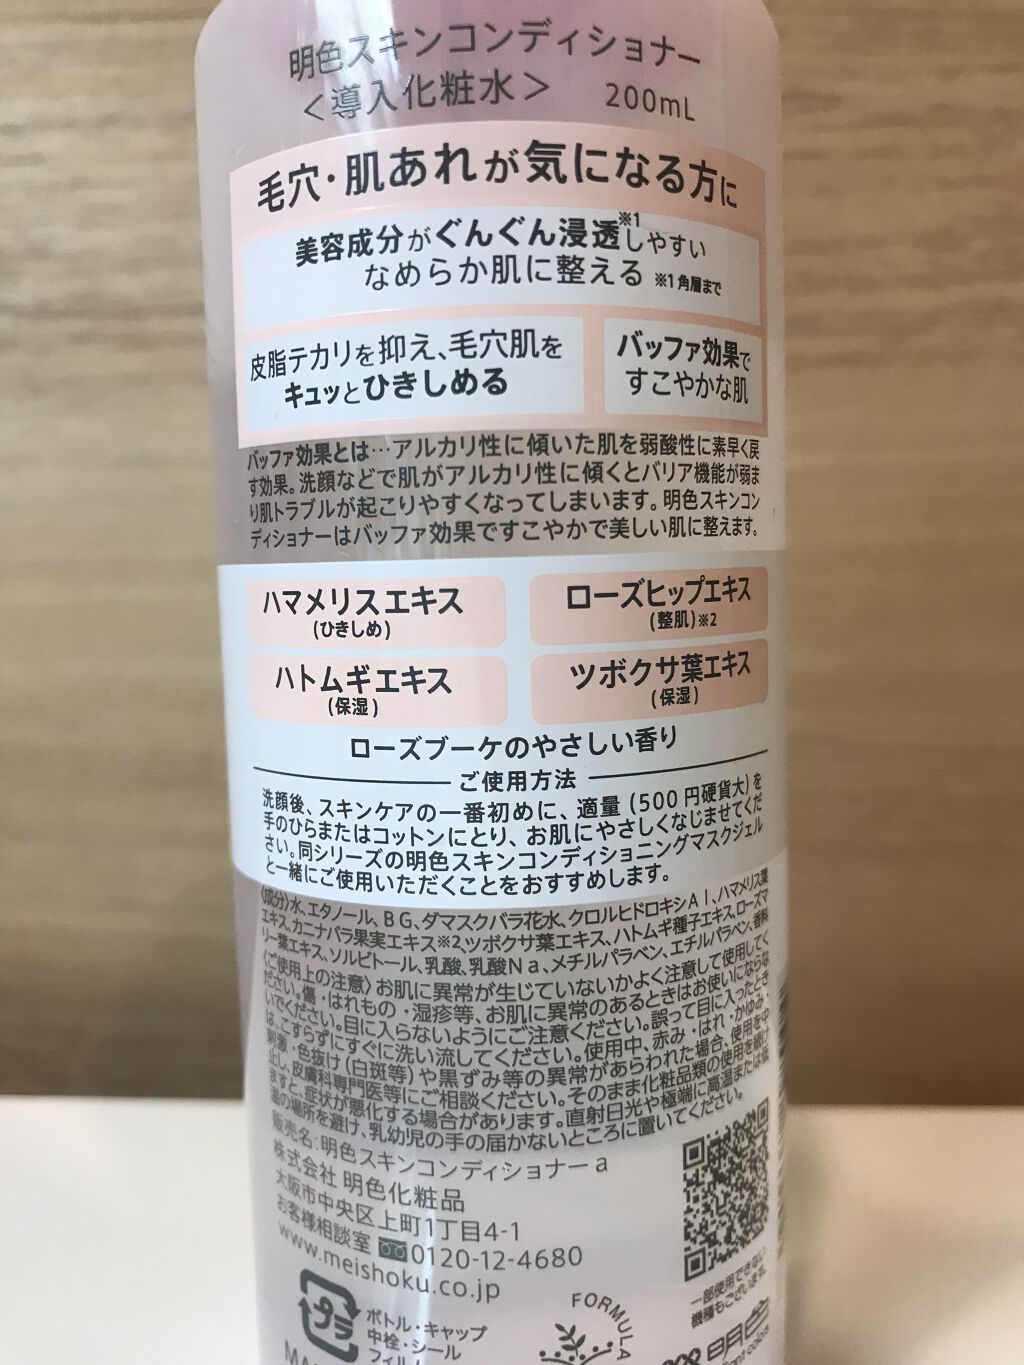 明色スキンコンディショナー
＜導入化粧水＞ 200mL
毛穴・肌あれが気になる方に
美容成分がぐんぐん浸透※1しやすい
なめらか肌に整える ※1角層まで
皮脂テカリを抑え、毛穴肌を
キュッとひきしめる
バッファ効果で
すこやかな肌
バッファ効果とは…アルカリ性に傾いた肌を弱酸性に素早く戻
す効果。洗顔などで肌がアルカリ性に傾くとバリア機能が弱ま
り肌トラブルが起こりやすくなってしまいます。明色スキンコン
ディショナーはバッファ効果ですこやかで美しい肌に整えます。
ハマメリスエキス
(ひきしめ)
ローズヒップエキス
(整肌)※2
ハトムギエキス
(保湿)
ツボクサ葉エキス
(保湿)
ローズブーケのやさしい香り
ご使用方法
洗顔後、スキンケアの一番初めに、適量(500円硬貨大)を
手のひらまたはコットンにとり、お肌にやさしくなじませてくだ
さい。同シリーズの明色スキンコンディショニングマスクジェル
と一緒にご使用いただくことをおすすめします。
〈成分〉水、エタノール、BG、ダマスクバラ花水、クロルヒドロキシAl、ハマメリス葉
エキス、カニナバラ果実エキス※2、ツボクサ葉エキス、ハトムギ種子エキス、ローズマ
リー葉エキス、ソルビトール、乳酸、乳酸Na、メチルパラベン、エチルパラベン、香料
〈ご使用上の注意〉お肌に異常が生じていないかよく注意して使用してく
ださい。傷・はれもの・湿疹等、お肌に異常のあるときはお使いにならな
いでください。目に入らないようにご注意ください。誤って目に入ったとき
は、こすらずにすぐに洗い流してください。使用中、赤み・はれ・かゆみ・
刺激・色抜け(白斑等)や黒ずみ等の異常があらわれた場合、使用を中
止し、皮膚科専門医等にご相談ください。そのまま化粧品類の使用を続け
ますと、症状が悪化する場合があります。直射日光や極端に高温または低
温の場所を避け、乳幼児の手の届かないところに置いてください。
販売名:明色スキンコンディショナーa
株式会社 明色化粧品
大阪市中央区上町1丁目4-1
お客様相談室 0120-12-4680
www.meishoku.co.jp
一部使用できない
機種もございます。
プラ
ボトル・キャップ
中栓・シール
FORMULA
明色